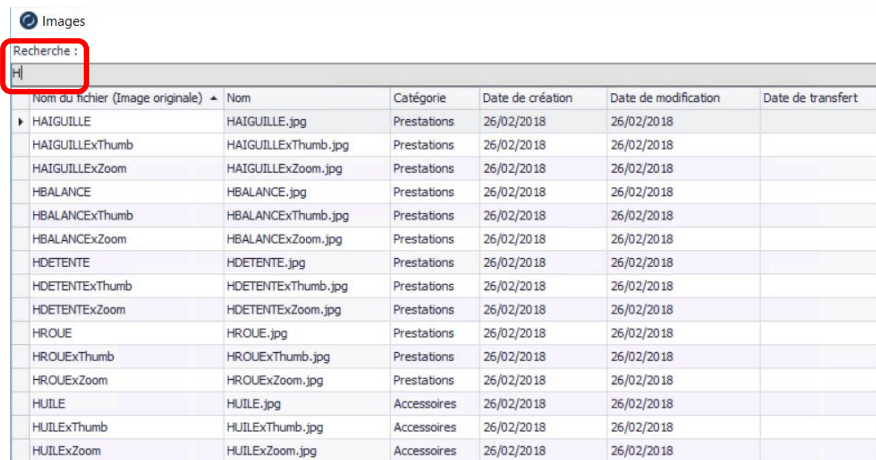 Images
Recherche :
H
Nom du fichier (Image originale) Nom Catégorie Date de création Date de modification Date de transfert
HAIGUILLE HAIGUILLE.jpg Prestations 26/02/2018 26/02/2018
HAIGUILLExThumb HAIGUILLExThumb.jpg Prestations 26/02/2018 26/02/2018
HAIGUILLExZoom HAIGUILLExZoom.jpg Prestations 26/02/2018 26/02/2018
HBALANCE HBALANCE.jpg Prestations 26/02/2018 26/02/2018
HBALANCExThumb HBALANCExThumb.jpg Prestations 26/02/2018 26/02/2018
HBALANCExZoom HBALANCExZoom.jpg Prestations 26/02/2018 26/02/2018
HDETENTE HDETENTE.jpg Prestations 26/02/2018 26/02/2018
HDETENTExThumb HDETENTExThumb.jpg Prestations 26/02/2018 26/02/2018
HDETENTExZoom HDETENTExZoom.jpg Prestations 26/02/2018 26/02/2018
HROUE HROUE.jpg Prestations 26/02/2018 26/02/2018
HROUExThumb HROUExThumb.jpg Prestations 26/02/2018 26/02/2018
HROUExZoom HROUExZoom.jpg Prestations 26/02/2018 26/02/2018
HUILE HUILE.jpg Accessoires 26/02/2018 26/02/2018
HUILExThumb HUILExThumb.jpg Accessoires 26/02/2018 26/02/2018
HUILExZoom HUILExZoom.jpg Accessoires 26/02/2018 26/02/2018